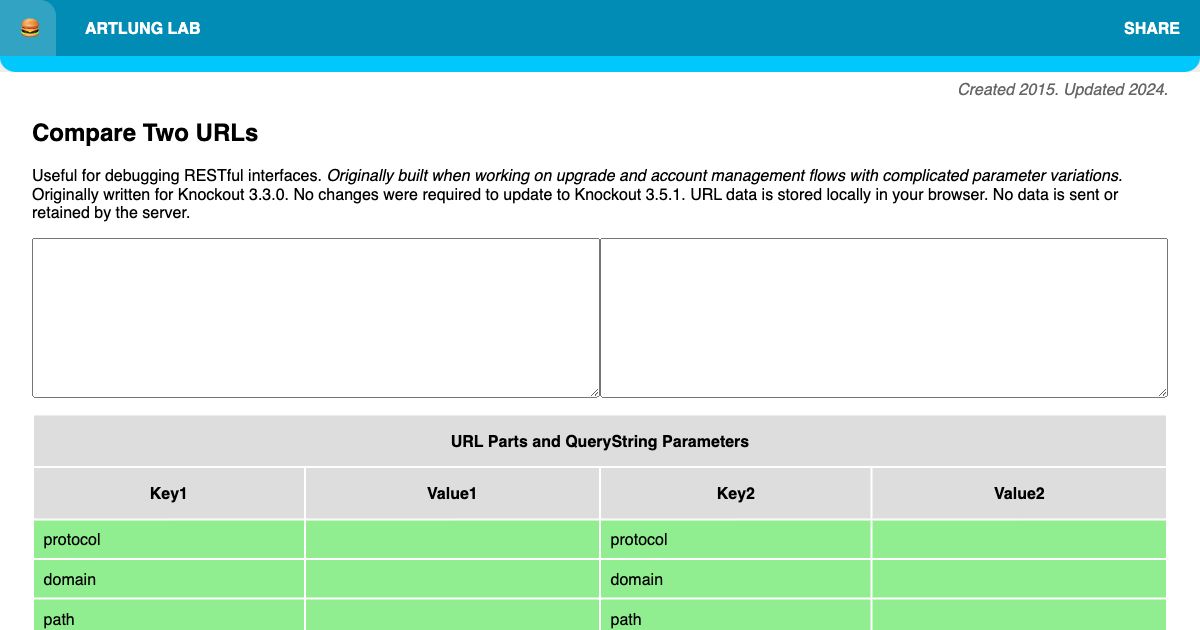 ARTLUNG LAB
SHARE
Created 2015. Updated 2024.
Compare Two URLs
Useful for debugging RESTful interfaces. Originally built when working on upgrade and account management flows with complicated parameter variations.
Originally written for Knockout 3.3.0. No changes were required to update to Knockout 3.5.1. URL data is stored locally in your browser. No data is sent or
retained by the server.
URL Parts and QueryString Parameters
Key1 Value1 Key2 Value2
protocol protocol
domain domain
path path